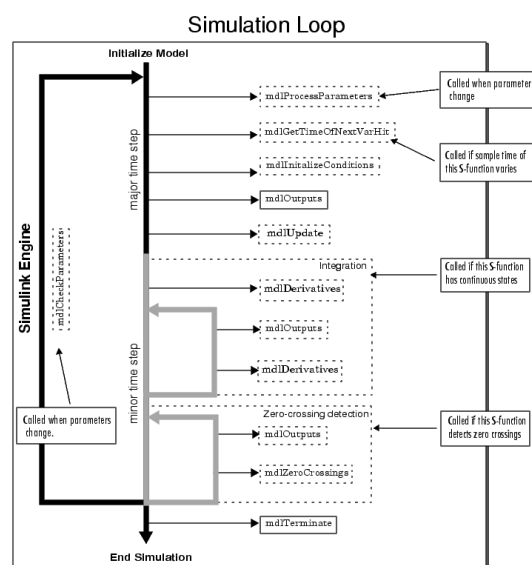 Simulation Loop
Initialize Model
mdlProcessParameters
Called when parameter
change
mdlGetTimeOfNextVarHit
Called if sample time of
this S-function varies
mdlInitalizeConditions
major time step
mdlOutputs
mdlUpdate
Simulink Engine
mdlCheckParameters
Integration
Called if this S-function
has continuous states
mdlDerivatives
mdlOutputs
mdlDerivatives
minor time step
Called when parameters
change.
Zero-crossing detection
Called if this S-function
detects zero crossings
mdlOutputs
mdlZeroCrossings
mdlTerminate
End Simulation